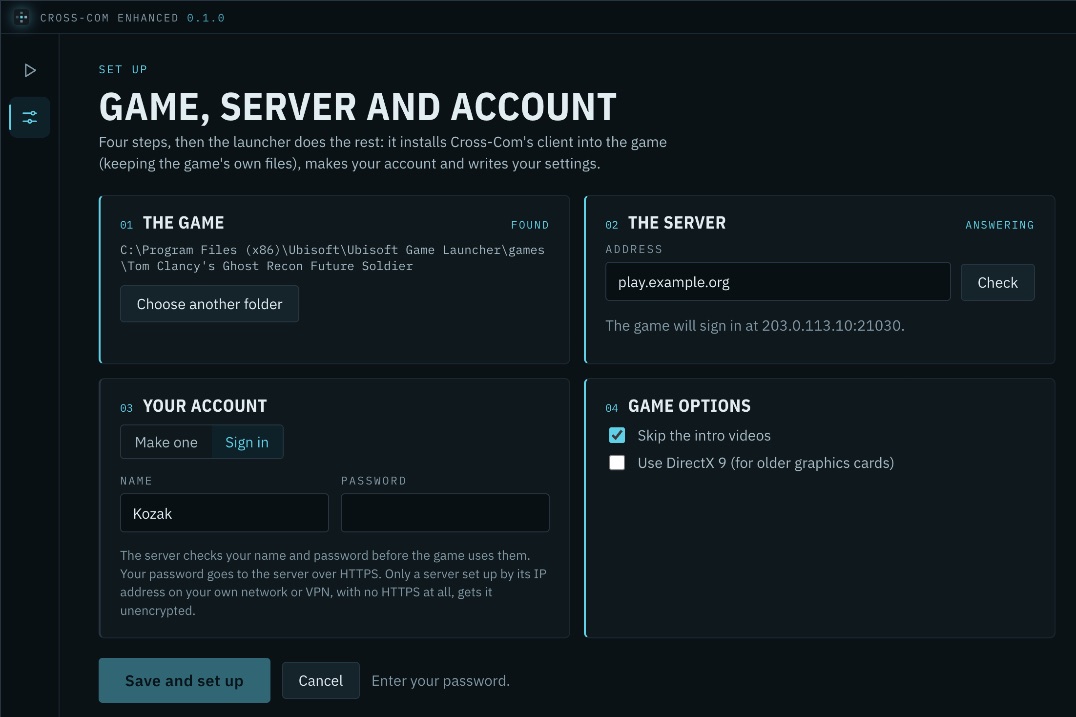 CROSS-COM ENHANCED 0.1.0
SET UP
GAME, SERVER AND ACCOUNT
Four steps, then the launcher does the rest: it installs Cross-Com's client into the game
(keeping the game's own files), makes your account and writes your settings.
01 THE GAME
FOUND
C:\Program Files (x86)\Ubisoft\Ubisoft Game Launcher\games
\Tom Clancy's Ghost Recon Future Soldier
Choose another folder
02 THE SERVER
ANSWERING
ADDRESS
play.example.org
Check
The game will sign in at 203.0.113.10:21030.
03 YOUR ACCOUNT
Make one
Sign in
NAME
PASSWORD
Kozak
The server checks your name and password before the game uses them.
Your password goes to the server over HTTPS. Only a server set up by its IP
address on your own network or VPN, with no HTTPS at all, gets it
unencrypted.
04 GAME OPTIONS
Skip the intro videos
Use DirectX 9 (for older graphics cards)
Save and set up
Cancel
Enter your password.